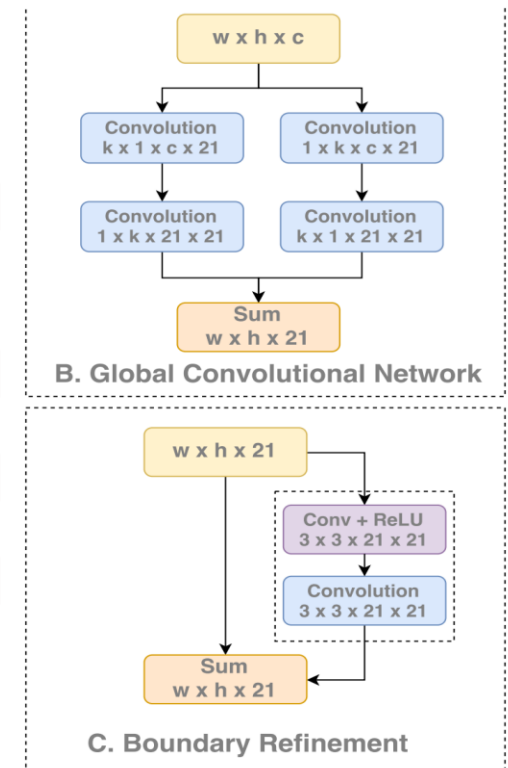 w x h x c
Convolution
k x 1 x c x 21
Convolution
1 x k x c x 21
Convolution
1 x k x 21 x 21
Convolution
k x 1 x 21 x 21
Sum
w x h x 21
B. Global Convolutional Network
w x h x 21
Conv + ReLU
3 x 3 x 21 x 21
Convolution
3 x 3 x 21 x 21
Sum
w x h x 21
C. Boundary Refinement